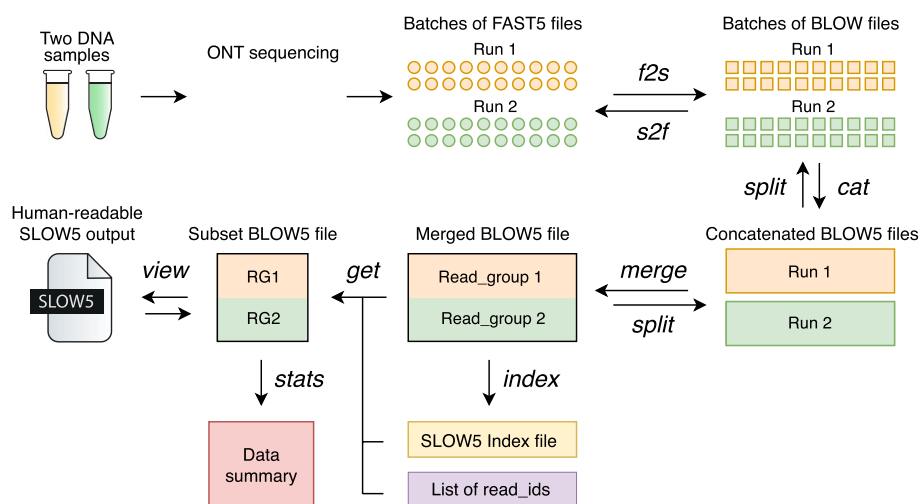 Two DNA
samples
ONT sequencing
Batches of FAST5 files
Run 1
Run 2
f2s
s2f
Batches of BLOW files
Run 1
Run 2
split
cat
Human-readable
SLOW5 output
SLOW5
view
Subset BLOW5 file
RG1
RG2
get
Merged BLOW5 file
Read_group 1
Read_group 2
merge
split
Concatenated BLOW5 files
Run 1
Run 2
stats
index
Data
summary
SLOW5 Index file
List of read_ids